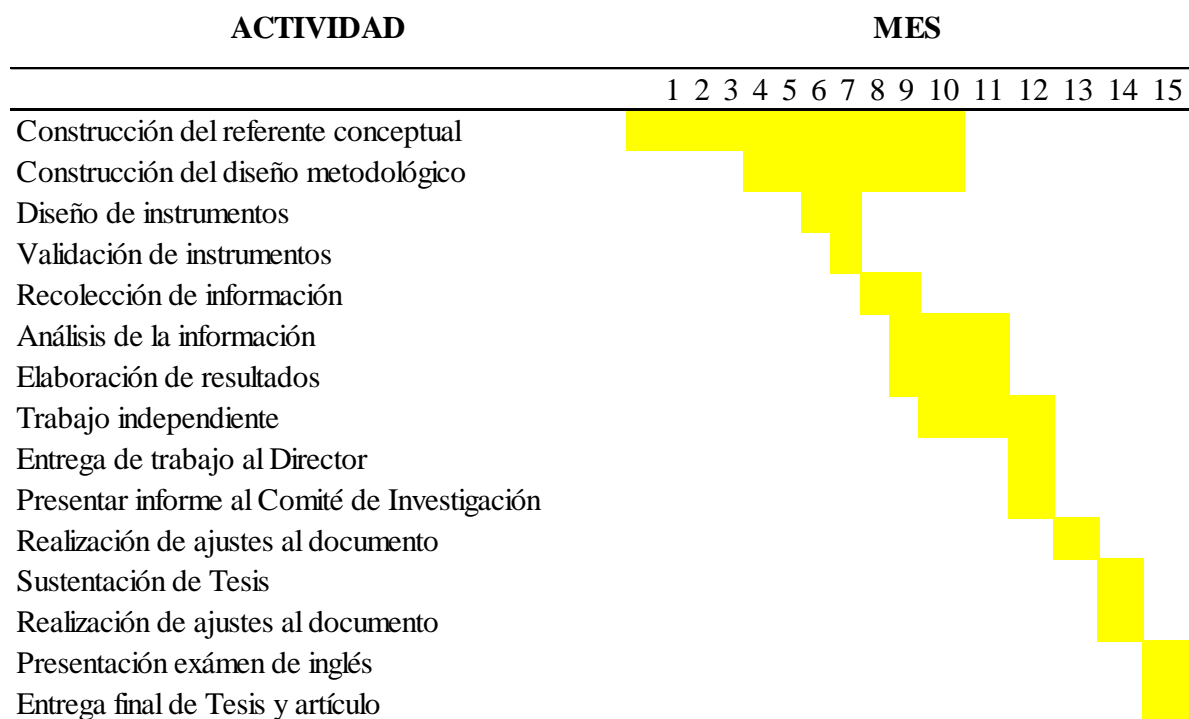 ACTIVIDAD MES
1 2 3 4 5 6 7 8 9 10 11 12 13 14 15
Construcción del referente conceptual
Construcción del diseño metodológico
Diseño de instrumentos
Validación de instrumentos
Recolección de información
Análisis de la información
Elaboración de resultados
Trabajo independiente
Entrega de trabajo al Director
Presentar informe al Comité de Investigación
Realización de ajustes al documento
Sustentación de Tesis
Realización de ajustes al documento
Presentación exámen de inglés
Entrega final de Tesis y artículo